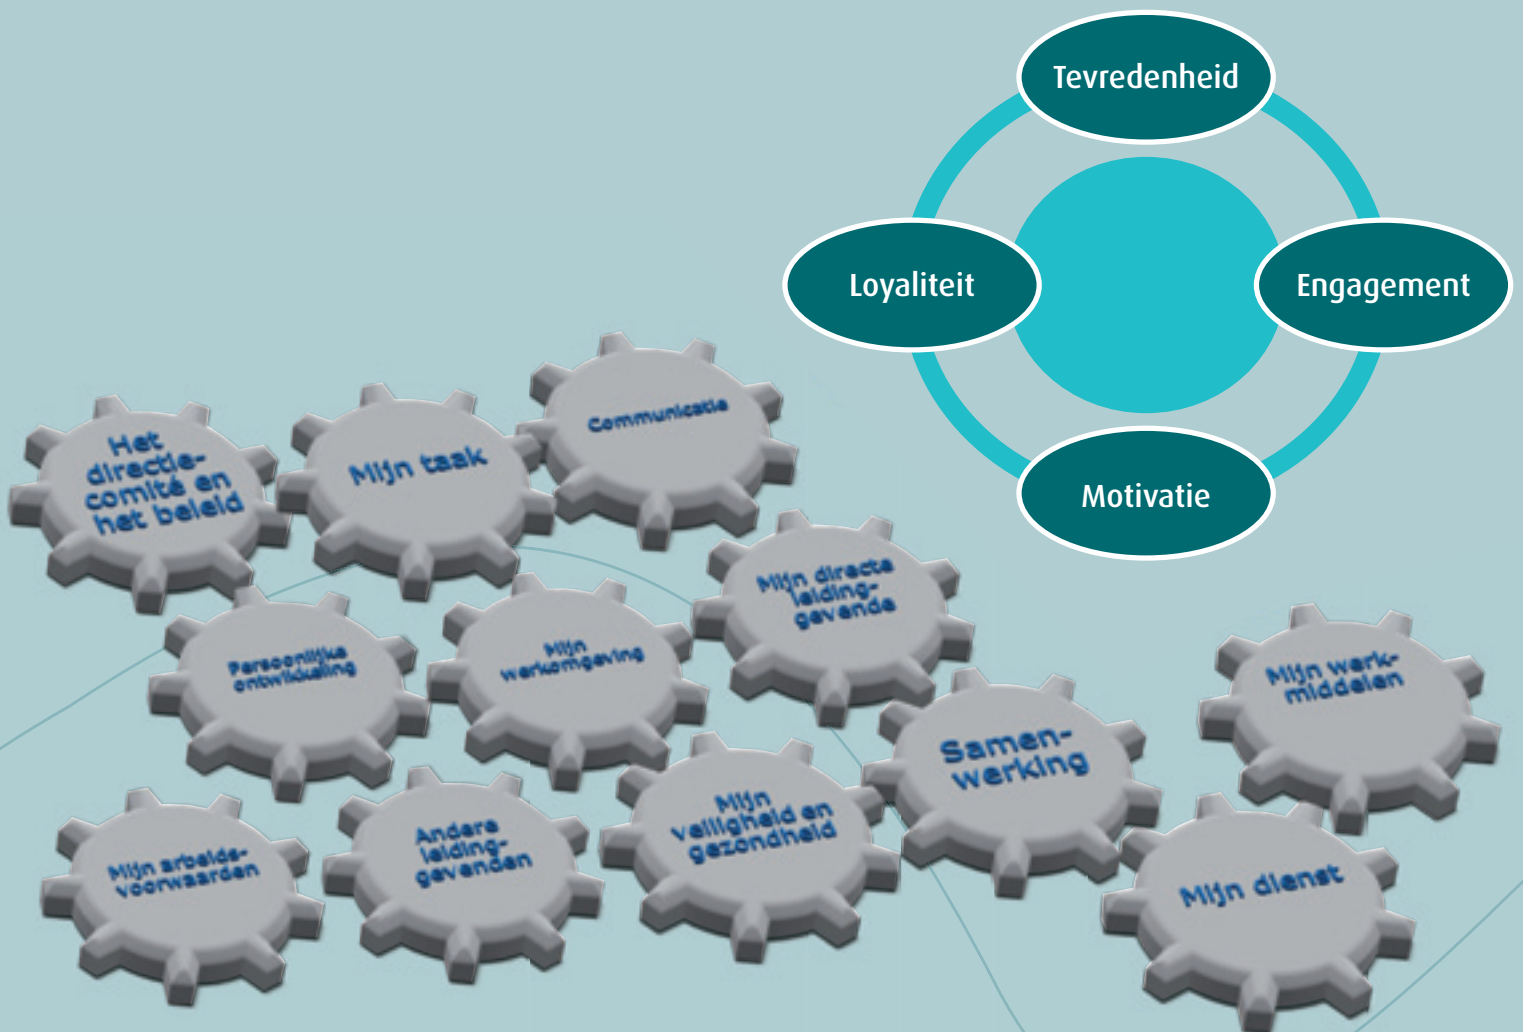 Tevredenheid
Loyaliteit
Engagement
Motivatie
Communicatie
Het
directie-
comité en
het beleid
Mijn taak
Mijn directe
leiding-
gevende
Persoonlijke
ontwikkeling
Mijn
werkomgeving
Mijn werk-
middelen
Samen-
werking
Mijn
veiligheid en
gezondheid
Andere
leiding-
gevenden
Mijn arbeids-
voorwaarden
Mijn dienst